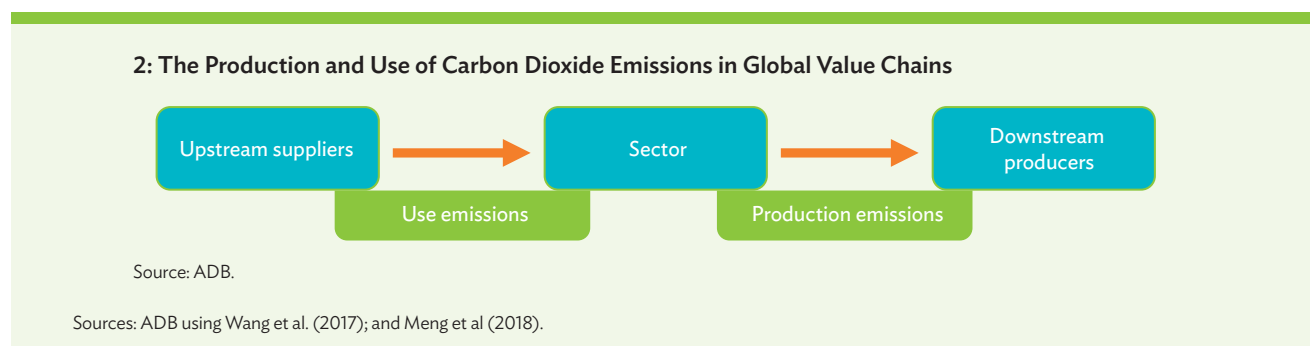 2: The Production and Use of Carbon Dioxide Emissions in Global Value Chains
Upstream suppliers
Sector
Downstream
producers
Use emissions
Production emissions
Source: ADB.
Sources: ADB using Wang et al. (2017); and Meng et al (2018).